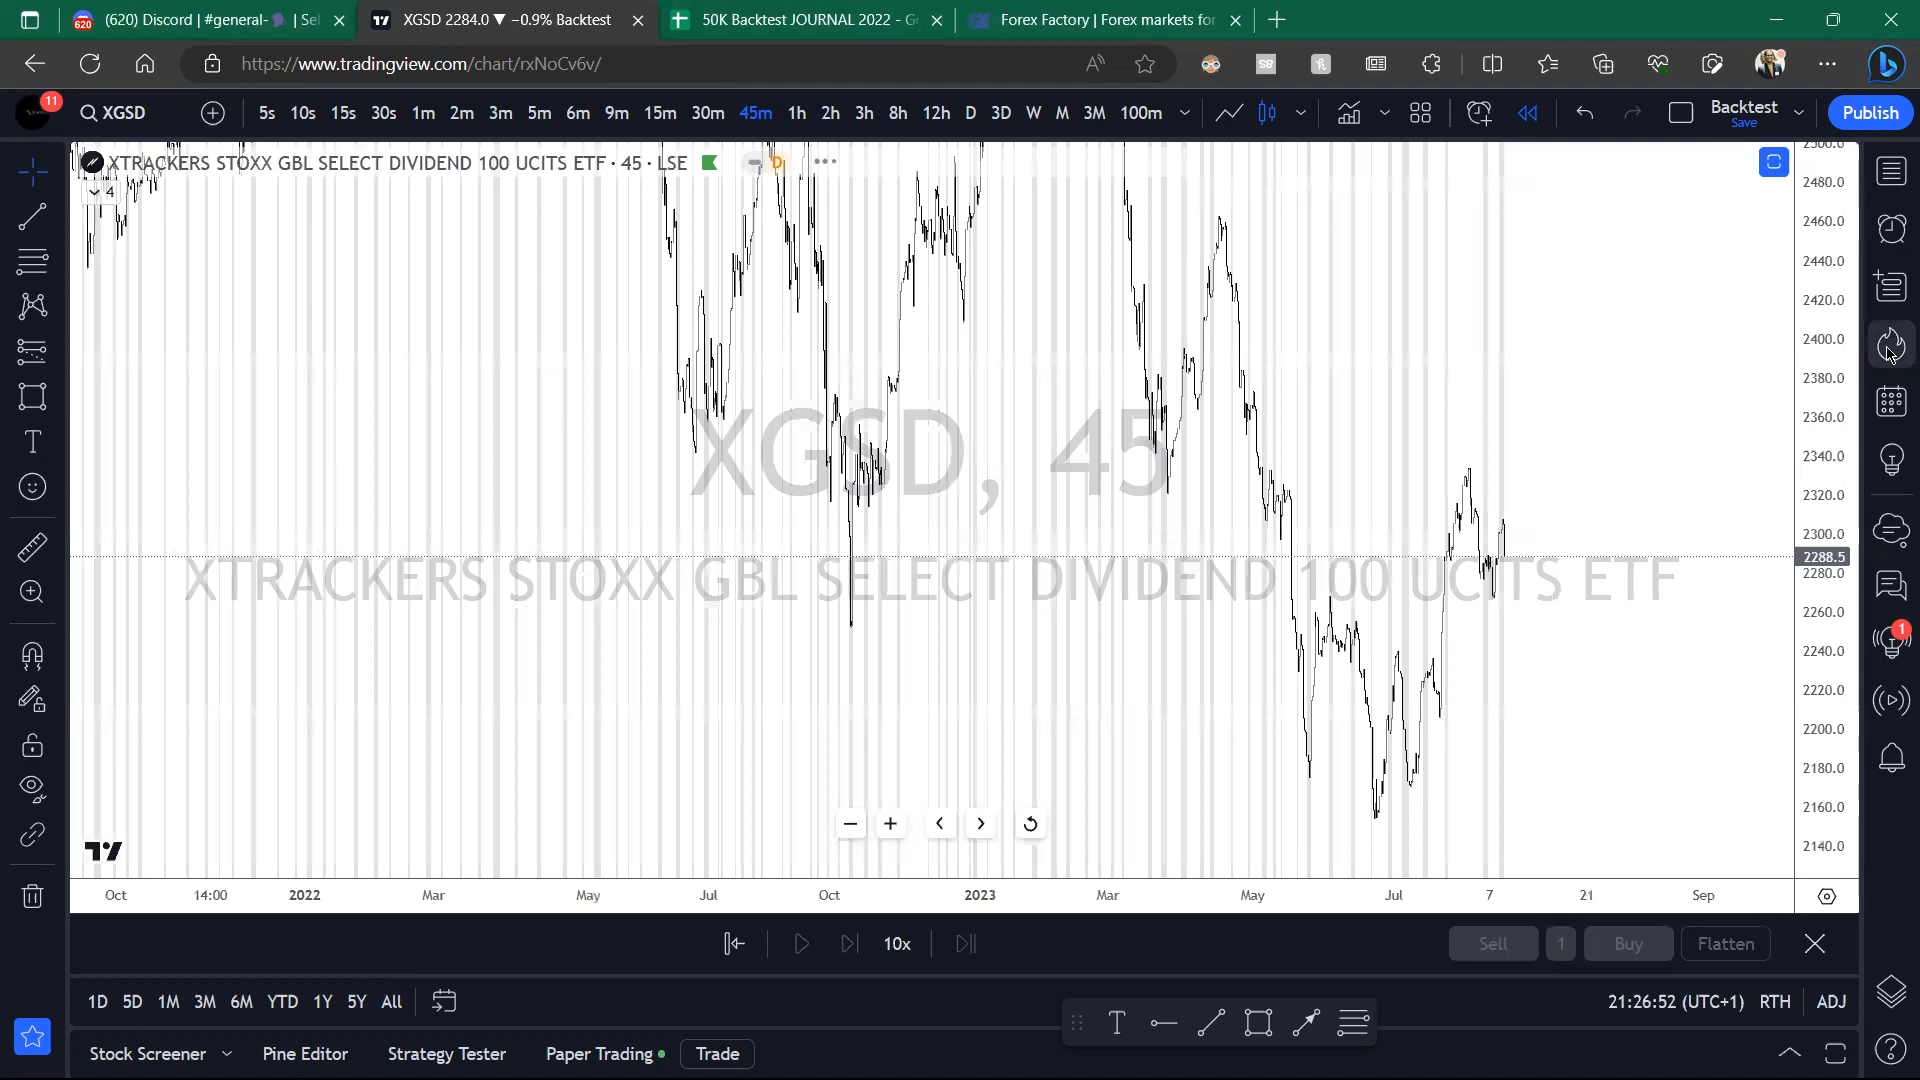 (620) Discord | #general-
XGSD 2284.0 ▼ −0.9% Backtest
50K Backtest JOURNAL 2022 - Go
Forex Factory | Forex markets for
https://www.tradingview.com/chart/rxNoCv6v/
11
XGSD
5s 10s 15s 30s 1m 2m 3m 5m 6m 9m 15m 30m 45m 1h 2h 3h 8h 12h D 3D W M 3M 100m
Backtest
Save
Publish
XTRACKERS STOXX GBL SELECT DIVIDEND 100 UCITS ETF · 45 · LSE
D
4
2500.0
2480.0
2460.0
2440.0
2420.0
2400.0
2380.0
2360.0
2340.0
2320.0
2300.0
2288.5
2280.0
2260.0
2240.0
2220.0
2200.0
2180.0
2160.0
2140.0
XGSD, 45
XTRACKERS STOXX GBL SELECT DIVIDEND 100 UCITS ETF
1
Oct 14:00 2022 Mar May Jul Oct 2023 Mar May Jul 7 21 Sep
10x
Sell 1 Buy Flatten
1D 5D 1M 3M 6M YTD 1Y 5Y All
21:26:52 (UTC+1) RTH ADJ
Stock Screener Pine Editor Strategy Tester Paper Trading Trade